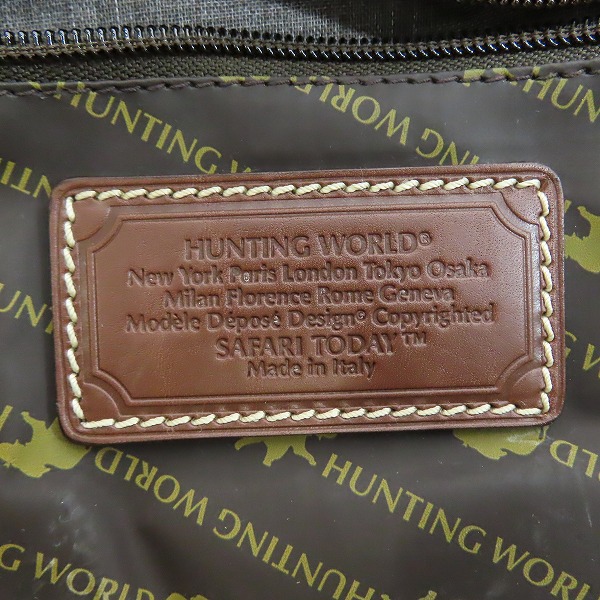 HUNTING WORLD
HUNTING WORLD®
New York Paris London Tokyo Osaka
Milan Florence Rome Geneva
Modèle Déposé Design® Copyrighted
SAFARI TODAY™
Made in Italy
HUNTING WORLD
HUNTING WORLD